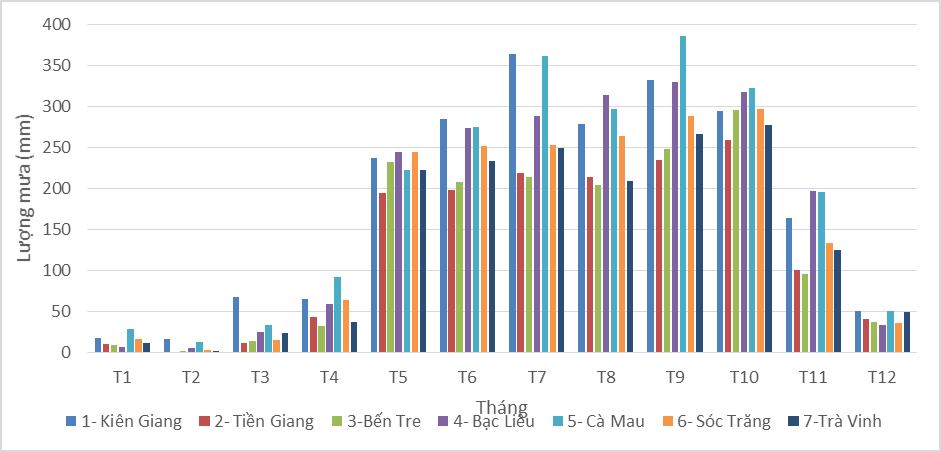 400
350
300
250
200
150
100
50
0
Lượng mưa (mm)
T1 T2 T3 T4 T5 T6 T7 T8 T9 T10 T11 T12
Tháng
1- Kiên Giang 2- Tiền Giang 3-Bến Tre 4- Bạc Liêu 5- Cà Mau 6- Sóc Trăng 7-Trà Vinh